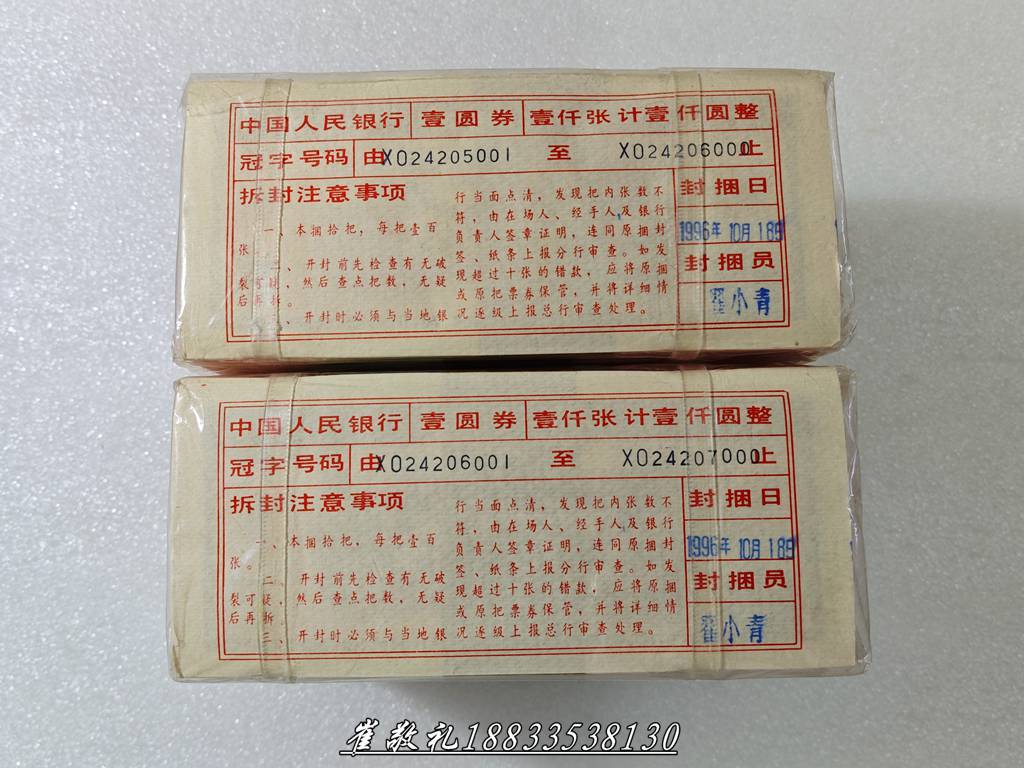 中国人民银行 壹圆券 壹仟张计壹仟圆整
冠字号码 由X024205001 至 X024206000止
拆封注意事项
一、本捆拾把，每把壹百
张
二、开封前先检查有无破
裂可疑，然后查点把数，无疑
后再拆。
、开封时必须与当地银
行当面点清，发现把内张数不
符，由在场人、经手人及银行
负责人签章证明，连同原捆封
签、纸条上报分行审查。如发
现超过十张的错款，应将原捆
或原把票券保管，并将详细情
况逐级上报总行审查处理。
封捆日
1996年 10月 18
封捆员
翟小青
中国人民银行 壹圆券 壹仟张计壹仟圆整
冠字号码 由X024206001 至 X024207000止
拆封注意事项
一、本捆拾把，每把壹百
张。
二、开封前先检查有无破
裂可疑，然后查点把数，无疑
后再拆。
三、开封时必须与当地银
行当面点清，发现把内张数不
符，由在场人、经手人及银行
负责人签章证明，连同原捆封
签、纸条上报分行审查。如发
现超过十张的错款，应将原捆
或原把票券保管，并将详细情
况逐级上报总行审查处理。
封捆日
1996年 10月 18
封捆员
翟小青
崔敬礼18833538130